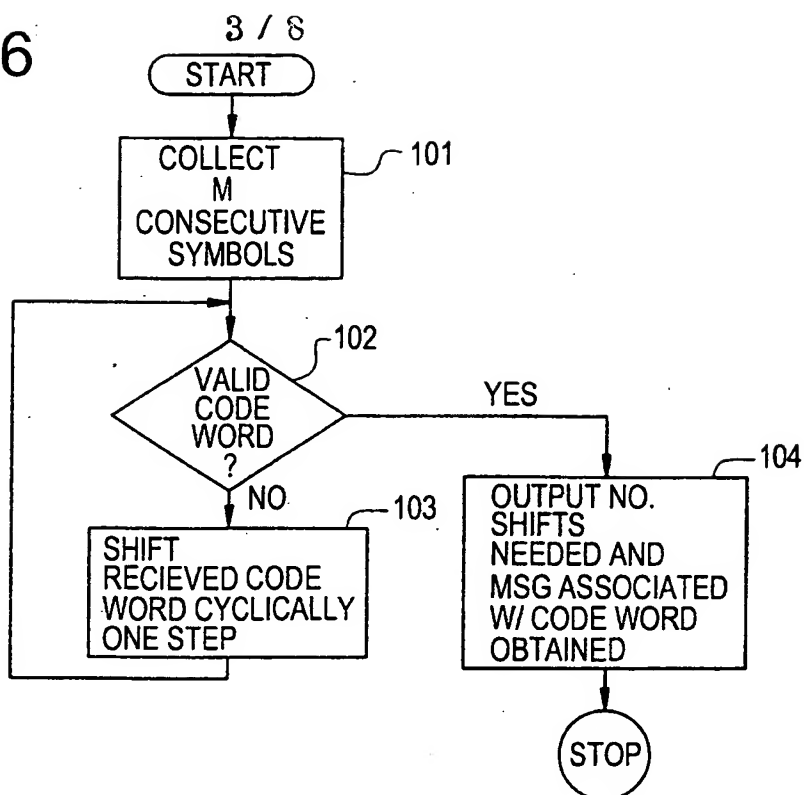 3 / 8
6
START
COLLECT
M
CONSECUTIVE
SYMBOLS
101
102
VALID
CODE
WORD
?
YES
NO
103
SHIFT
RECIEVED CODE
WORD CYCLICALLY
ONE STEP
104
OUTPUT NO.
SHIFTS
NEEDED AND
MSG ASSOCIATED
W/ CODE WORD
OBTAINED
STOP